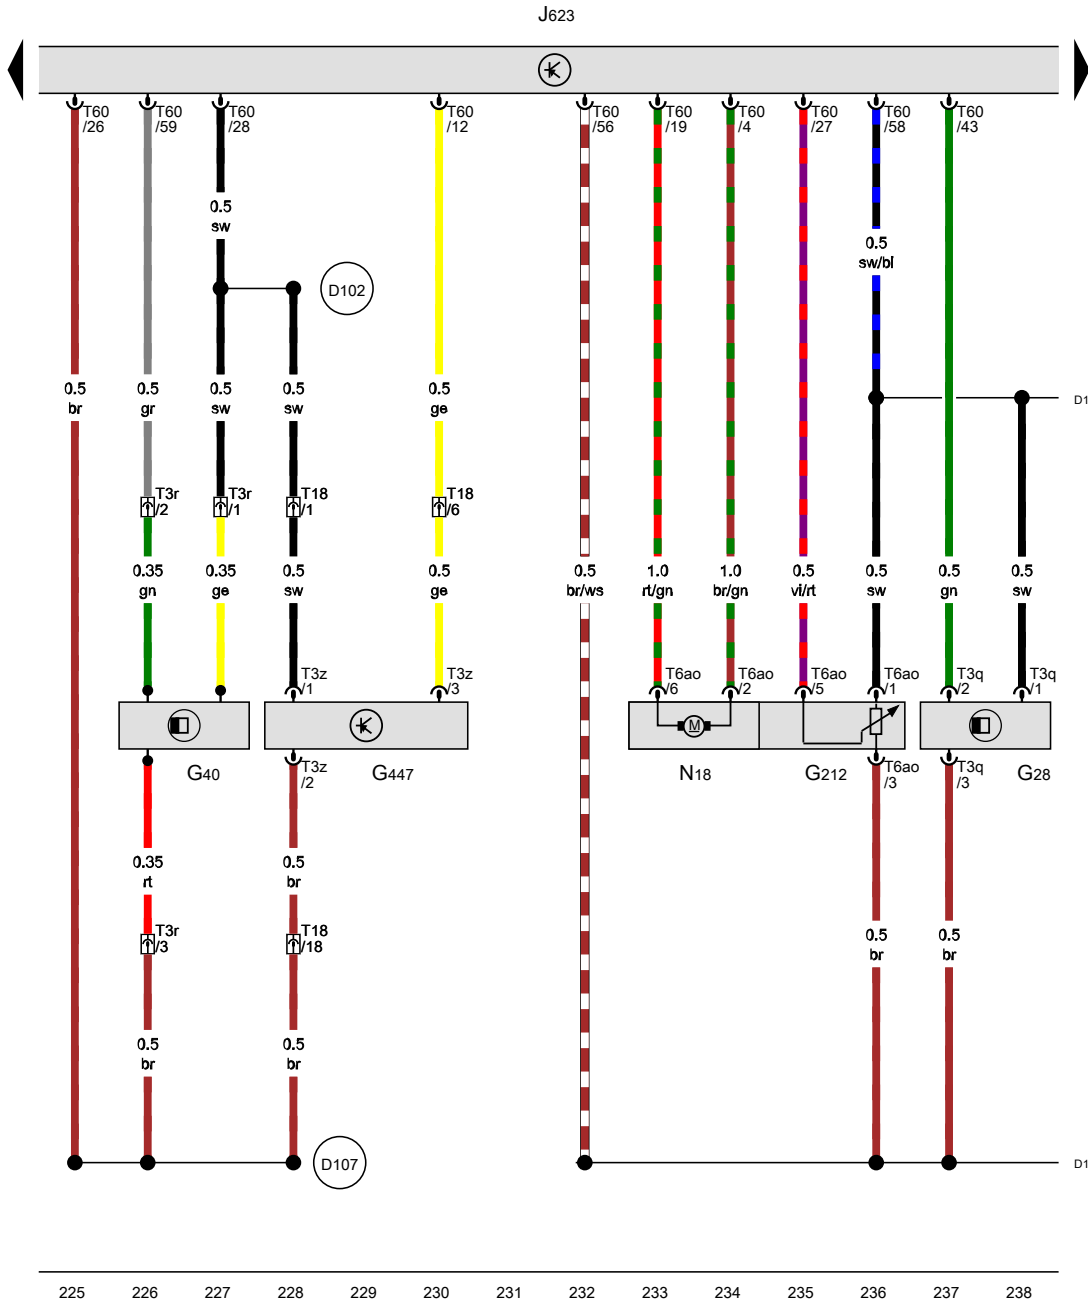 J623
T60 T60 T60 T60 T60 T60 T60 T60 T60 T60
/26 /59 /28 /12 /56 /19 /4 /27 /58 /43
0.5
sw
0.5
sw/bl
D102
0.5 0.5 0.5 0.5 0.5
br gr sw sw ge
D1
T3r T3r T18 T18
/2 /1 /1 /6
0.35 0.35 0.5 0.5 0.5 1.0 1.0 0.5 0.5 0.5 0.5
gn ge sw ge br/ws rt/gn br/gn vi/rt sw gn sw
T3z T3z T6ao T6ao T6ao T6ao T3q T3q
/1 /3 /6 /2 /5 /1 /2 /1
M
G40 T3z G447 N18 G212 T6ao T3q G28
/2 /3 /3
0.35 0.5
rt br
T3r T18
/3 /18
0.5 0.5
br br
0.5 0.5
br br
D107
D1
225 226 227 228 229 230 231 232 233 234 235 236 237 238